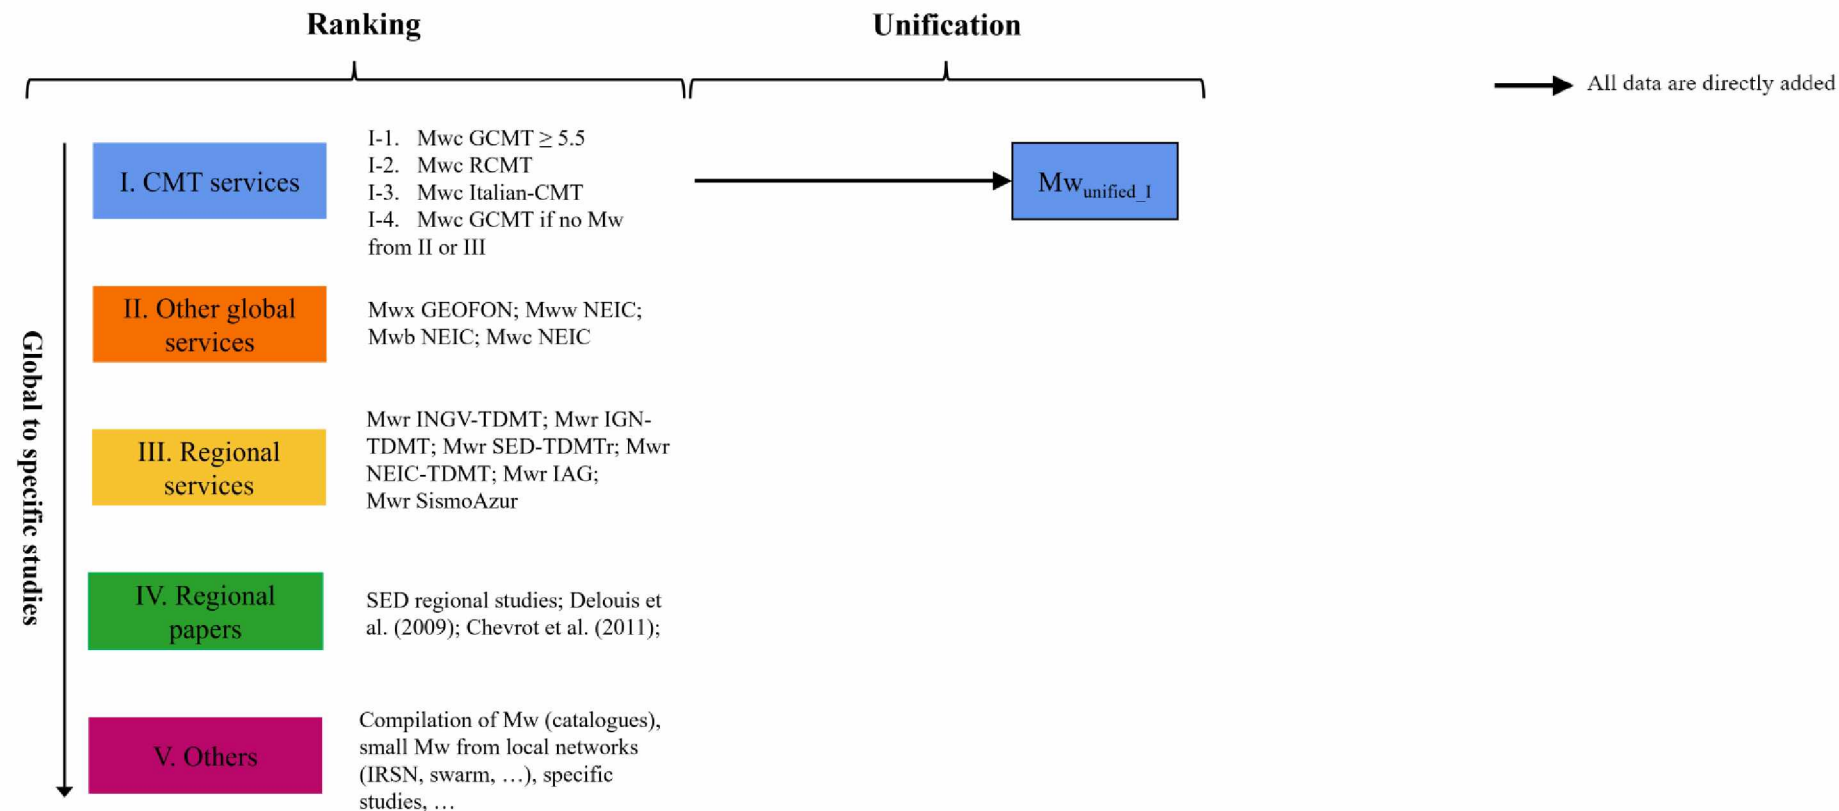 Ranking
Unification
All data are directly added
I. CMT services
I-1. Mwc GCMT ≥ 5.5
I-2. Mwc RCMT
I-3. Mwc Italian-CMT
I-4. Mwc GCMT if no Mw
from II or III
Mwunified_I
II. Other global
services
Mwx GEOFON; Mww NEIC;
Mwb NEIC; Mwc NEIC
Global to specific studies
III. Regional
services
Mwr INGV-TDMT; Mwr IGN-
TDMT; Mwr SED-TDMTr; Mwr
NEIC-TDMT; Mwr IAG;
Mwr SismoAzur
IV. Regional
papers
SED regional studies; Delouis et
al. (2009); Chevrot et al. (2011);
V. Others
Compilation of Mw (catalogues),
small Mw from local networks
(IRSN, swarm, …), specific
studies, …